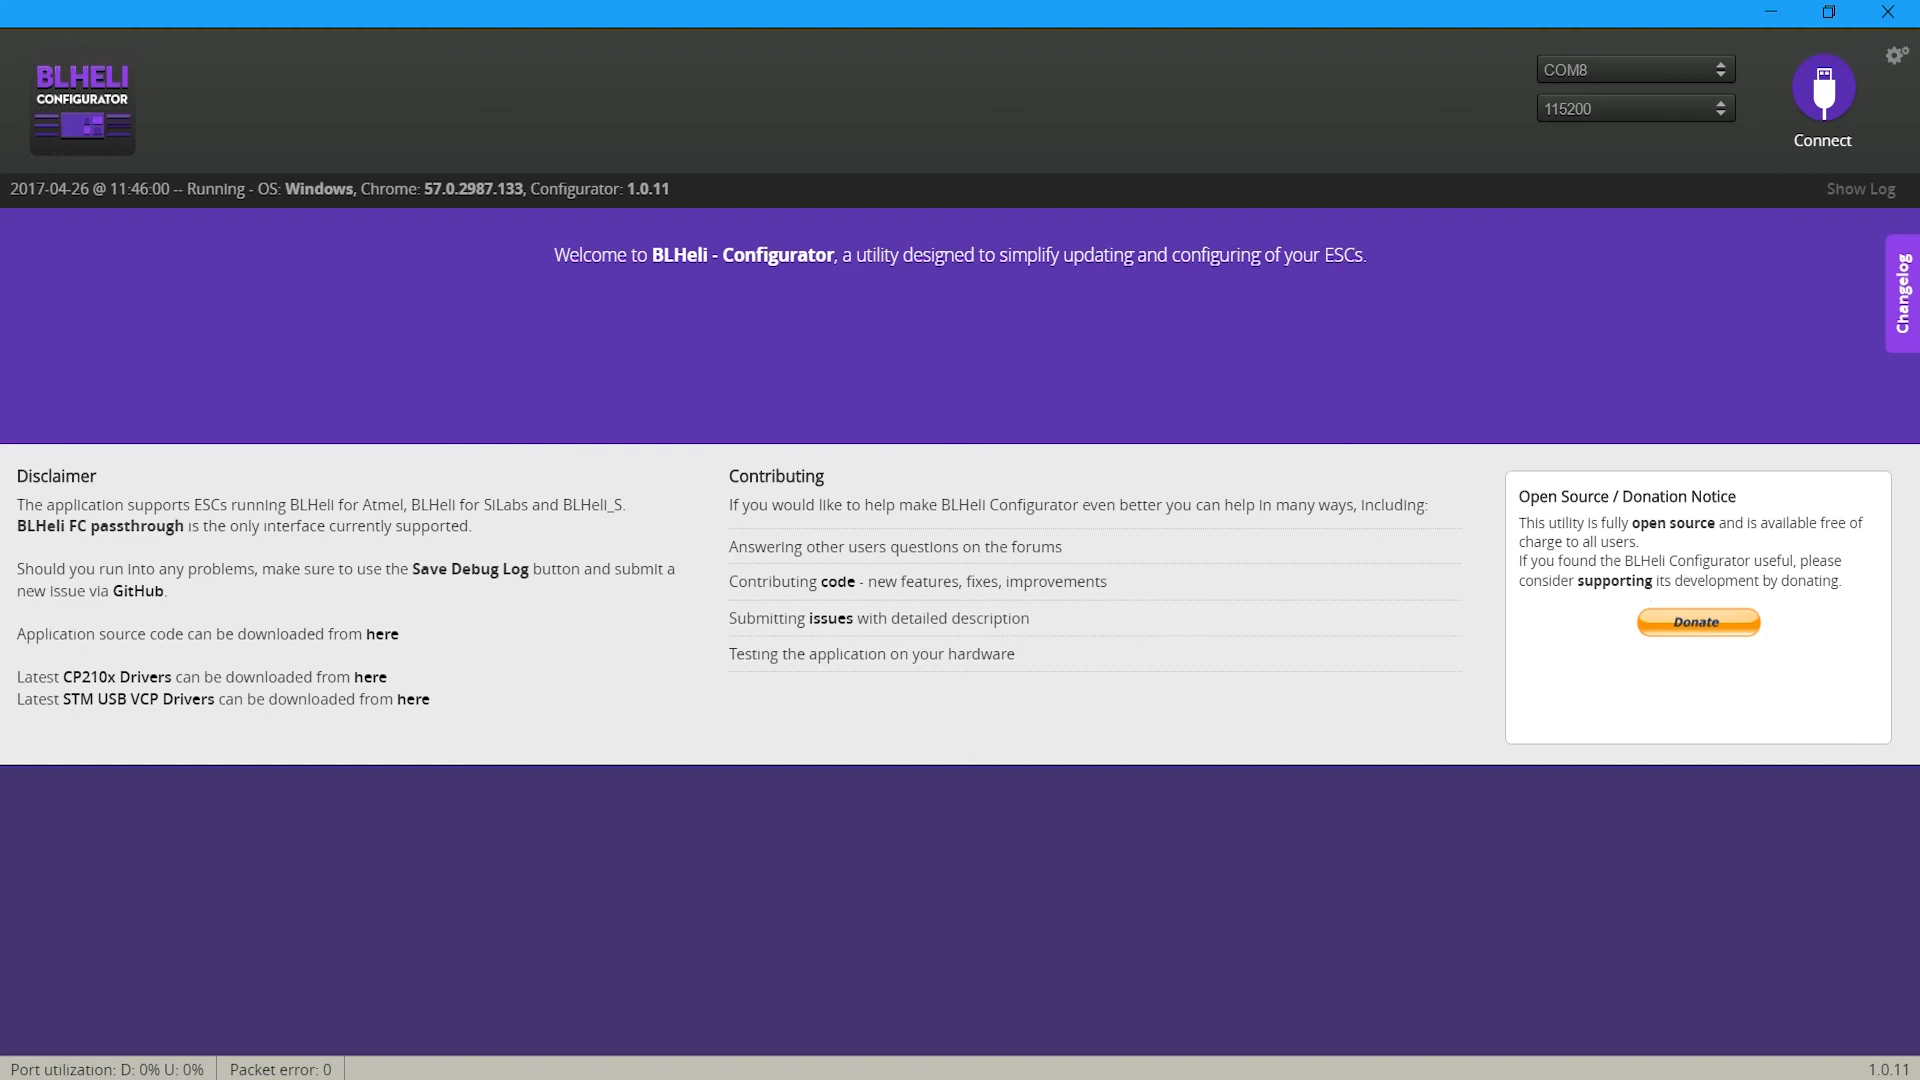 BLHELI
CONFIGURATOR
COM8
115200
Connect
2017-04-26 @ 11:46:00 -- Running - OS: Windows, Chrome: 57.0.2987.133, Configurator: 1.0.11
Show Log
Welcome to BLHeli - Configurator, a utility designed to simplify updating and configuring of your ESCs.
Changelog
Disclaimer
The application supports ESCs running BLHeli for Atmel, BLHeli for SiLabs and BLHeli_S.
BLHeli FC passthrough is the only interface currently supported.
Should you run into any problems, make sure to use the Save Debug Log button and submit a
new issue via GitHub.
Application source code can be downloaded from here
Latest CP210x Drivers can be downloaded from here
Latest STM USB VCP Drivers can be downloaded from here
Contributing
If you would like to help make BLHeli Configurator even better you can help in many ways, including:
Answering other users questions on the forums
Contributing code - new features, fixes, improvements
Submitting issues with detailed description
Testing the application on your hardware
Open Source / Donation Notice
This utility is fully open source and is available free of
charge to all users.
If you found the BLHeli Configurator useful, please
consider supporting its development by donating.
Donate
Port utilization: D: 0% U: 0%
Packet error: 0
1.0.11